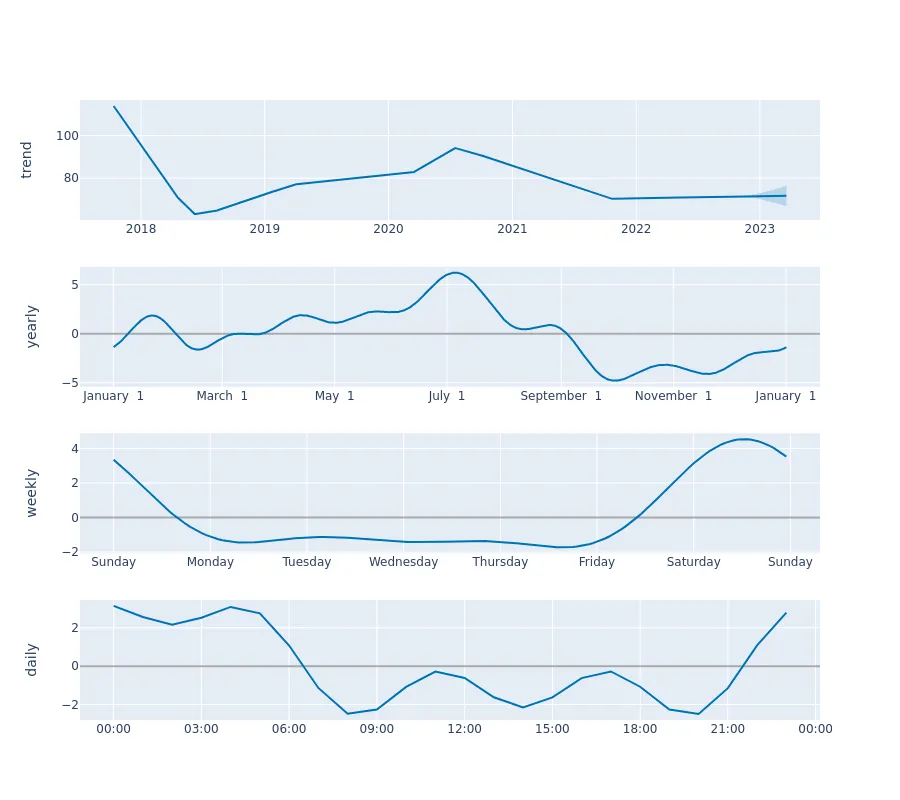 trend
100
80
2018 2019 2020 2021 2022 2023
yearly
5
0
−5
January 1 March 1 May 1 July 1 September 1 November 1 January 1
weekly
4
2
0
−2
Sunday Monday Tuesday Wednesday Thursday Friday Saturday Sunday
daily
2
0
−2
00:00 03:00 06:00 09:00 12:00 15:00 18:00 21:00 00:00